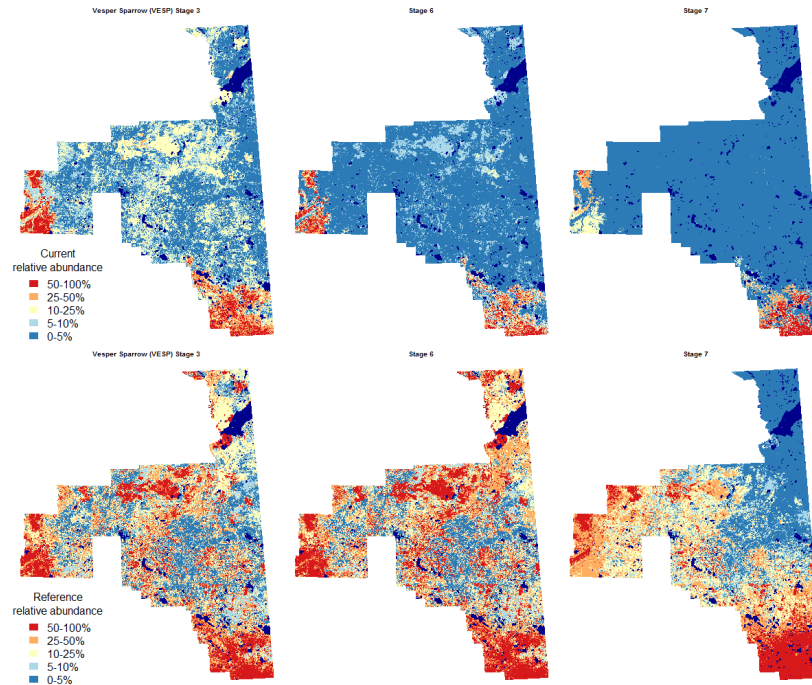 Vesper Sparrow (VESP) Stage 3
Stage 6
Stage 7
Current
relative abundance
50-100%
25-50%
10-25%
5-10%
0-5%
Vesper Sparrow (VESP) Stage 3
Stage 6
Stage 7
Reference
relative abundance
50-100%
25-50%
10-25%
5-10%
0-5%